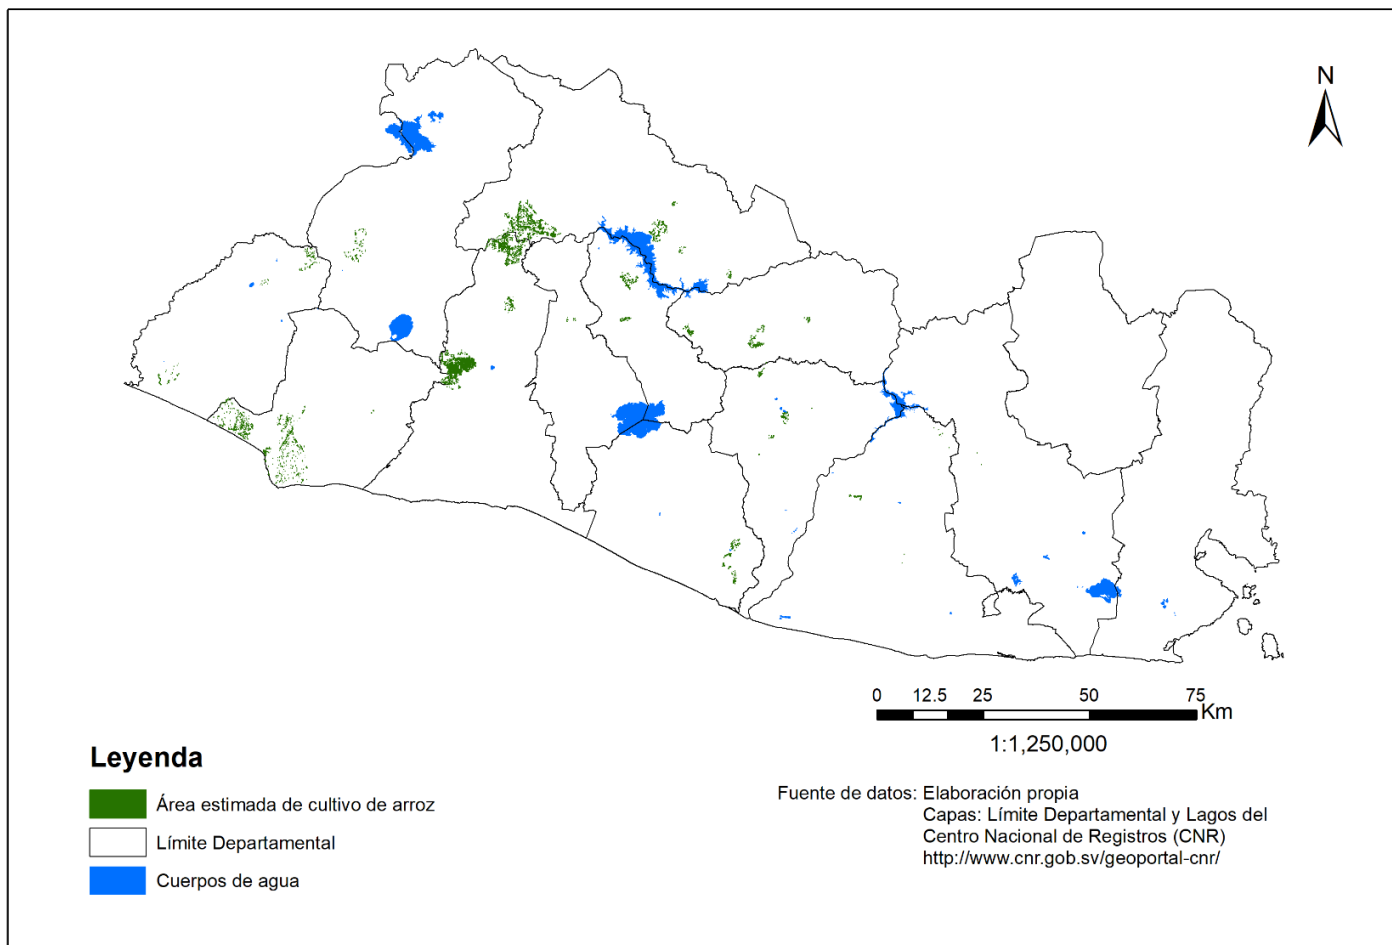 N
0 12.5 25 50 75
Km
1:1,250,000
Leyenda
Área estimada de cultivo de arroz
Límite Departamental
Cuerpos de agua
Fuente de datos: Elaboración propia
Capas: Límite Departamental y Lagos del
Centro Nacional de Registros (CNR)
http://www.cnr.gob.sv/geoportal-cnr/